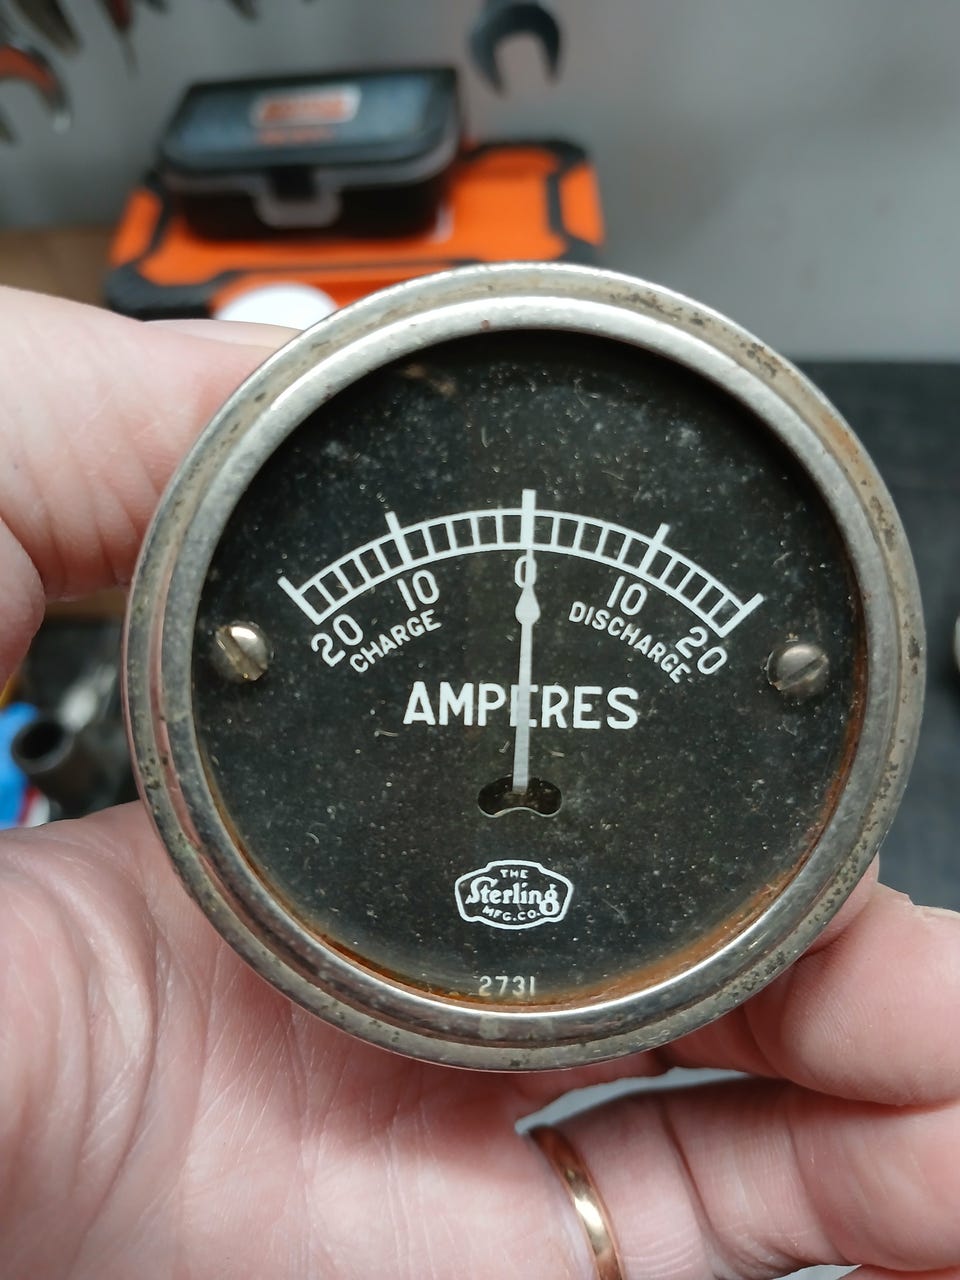 0
10
10
20
20
CHARGE
DISCHARGE
AMPERES
THE
Sterling
MFG. CO.
2731